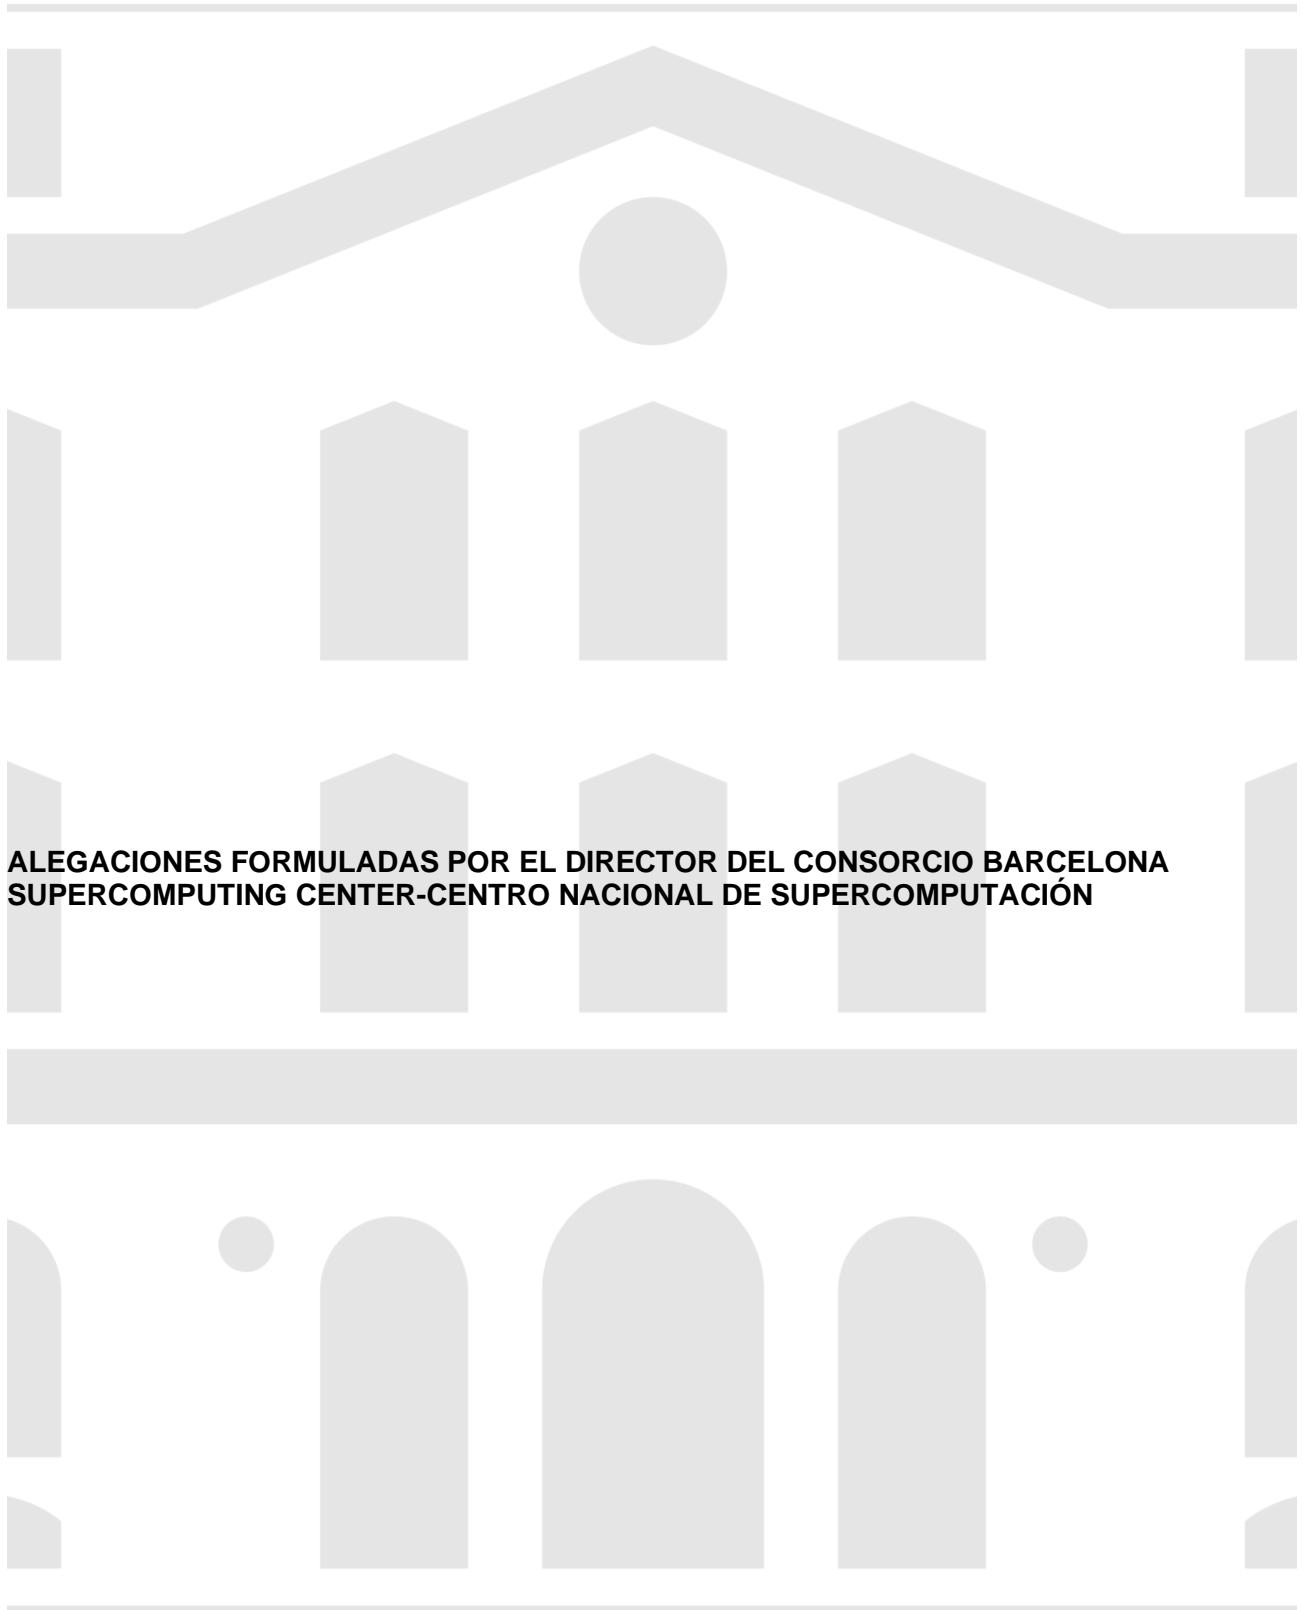 ALEGACIONES FORMULADAS POR EL DIRECTOR DEL CONSORCIO BARCELONA
SUPERCOMPUTING CENTER-CENTRO NACIONAL DE SUPERCOMPUTACIÓN